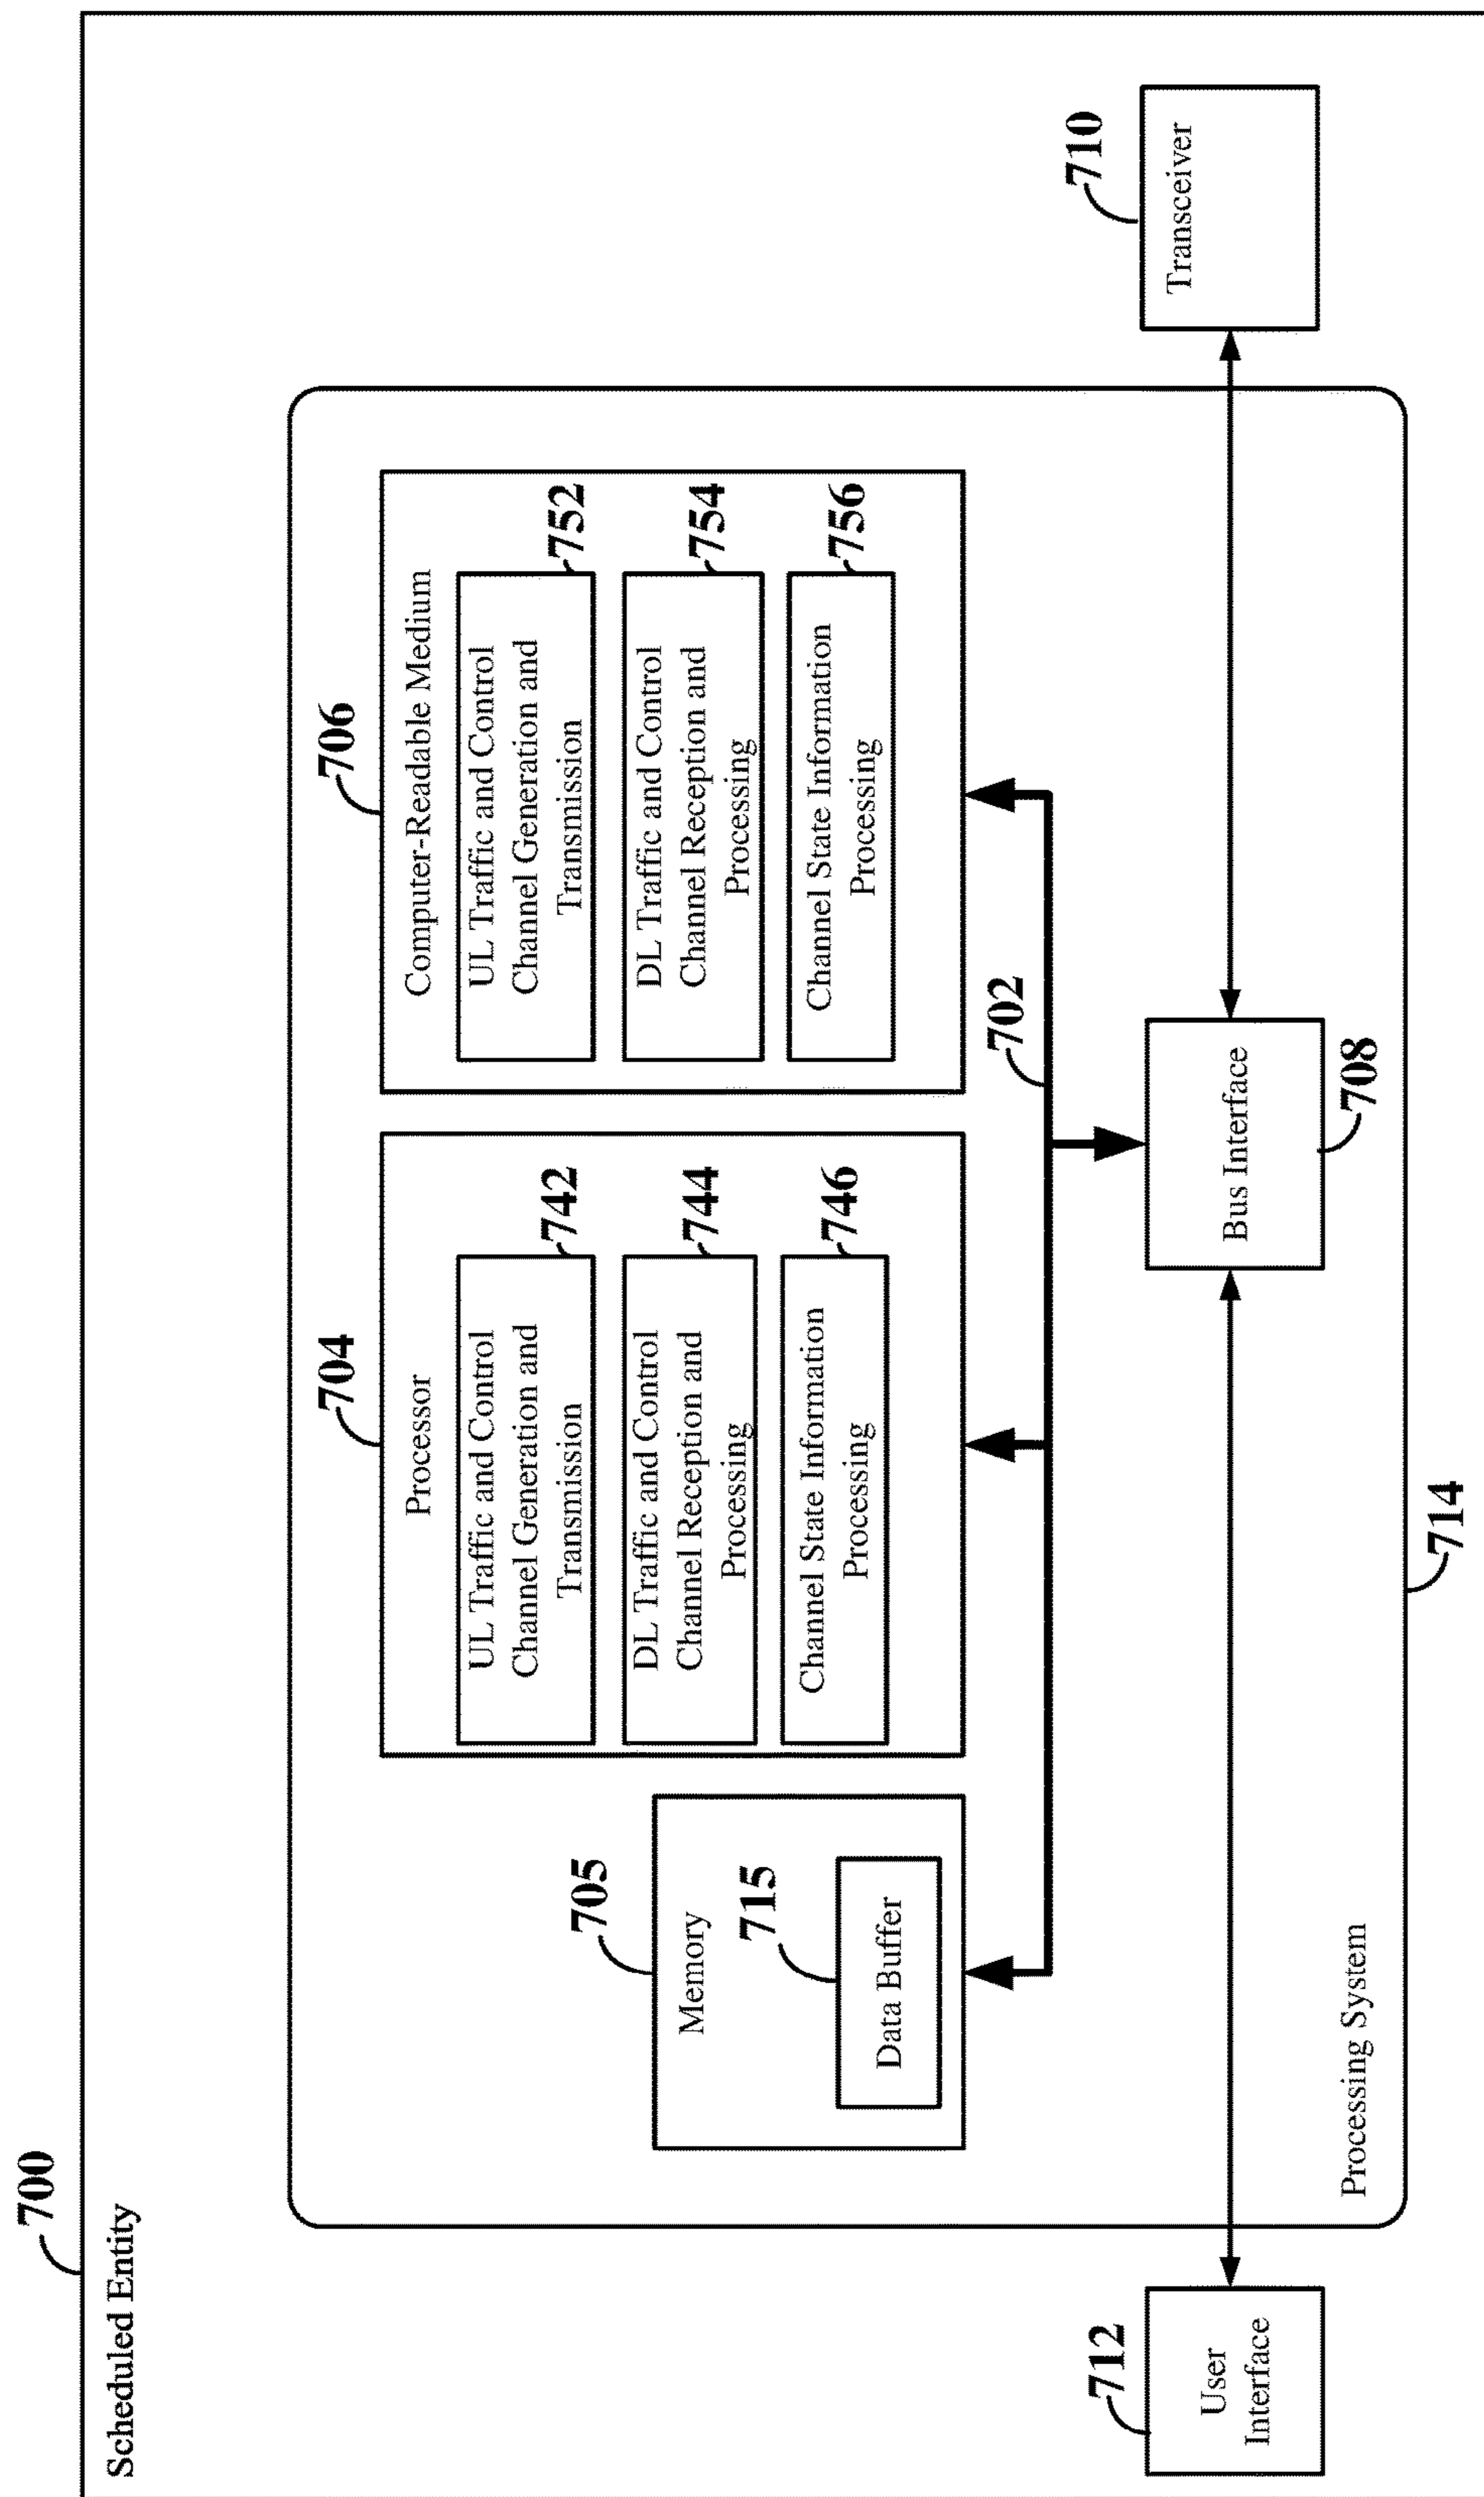 700
Scheduled Entity
706
Computer-Readable Medium
UL Traffic and Control
Channel Generation and
Transmission
752
DL Traffic and Control
Channel Reception and
Processing
754
Channel State Information
Processing
756
704
Processor
UL Traffic and Control
Channel Generation and
Transmission
742
DL Traffic and Control
Channel Reception and
Processing
744
Channel State Information
Processing
746
705
Memory
715
Data Buffer
702
712
User
Interface
Bus Interface
708
710
Transceiver
Processing System
714